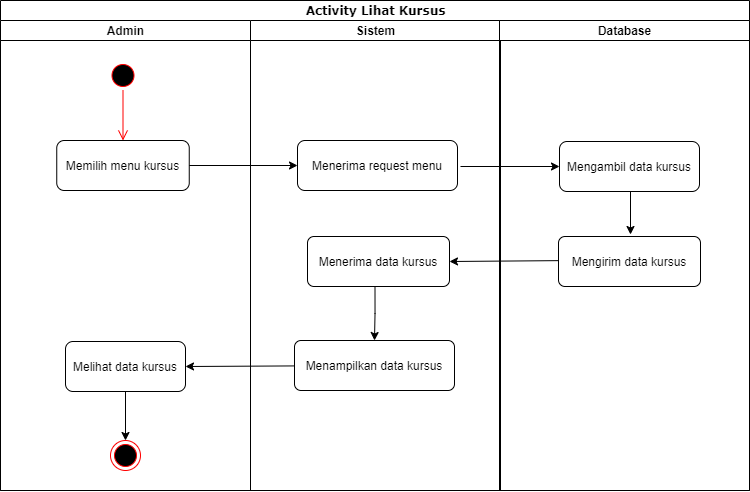 Activity Lihat Kursus
Admin
Sistem
Database
Memilih menu kursus
Menerima request menu
Mengambil data kursus
Menerima data kursus
Mengirim data kursus
Melihat data kursus
Menampilkan data kursus